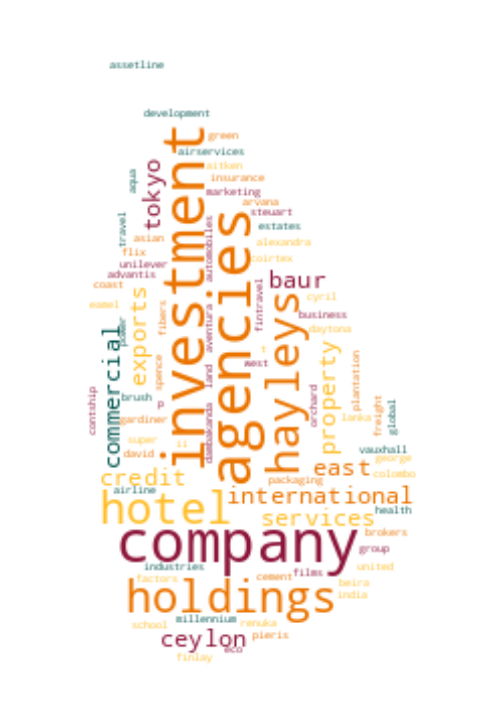 assetline
development
green
airservices
aitken
insurance
marketing
arvana
steuart
estates
alexandra
coirtex
aqua
tokyo
travel
asian
flix
unilever
advantis
coast
eamel
exports
power
commercial
investment
agencies
automobiles
aventura
land
dambakanda
fibers
spence
hayleys
baur
fintravel
cyril
business
daytona
t
west
property
plantation
orchard
lanka
freight
global
contship
brush
p
gardiner
super
david
ii
vauxhall
george
colombo
east
packaging
credit
airline
international
hotel
services
health
company
brokers
group
industries
factors
cement
films
united
beira
india
holdings
millennium
school
renuka
ceylon
pieris
eco
finlay